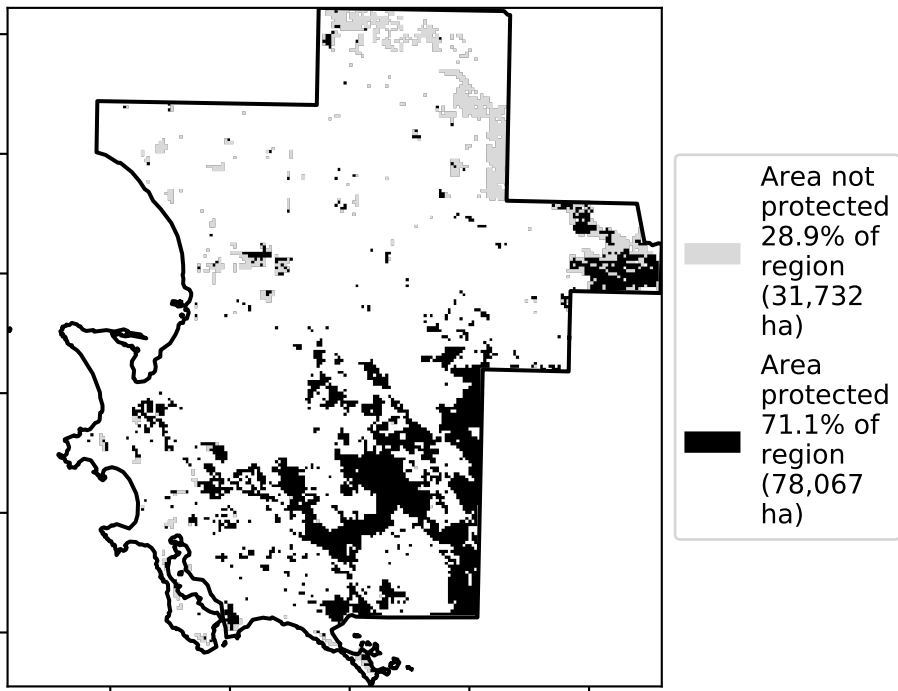 Area not
protected
28.9% of
region
(31,732
ha)
Area
protected
71.1% of
region
(78,067
ha)